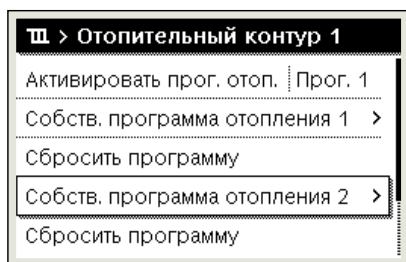 > Отопительный контур 1
Активировать прог. отоп. Прог. 1
Собств. программа отопления 1 >
Сбросить программу
Собств. программа отопления 2 >
Сбросить программу